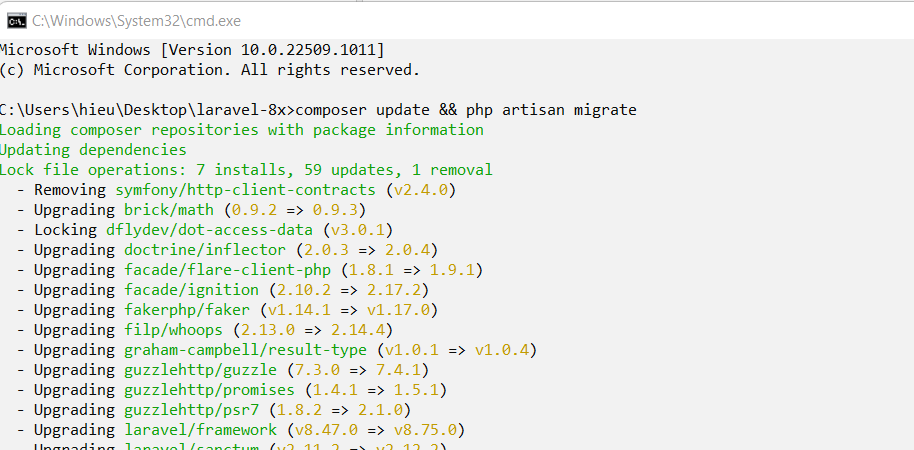 C:\Windows\System32\cmd.exe
Microsoft Windows [Version 10.0.22509.1011]
(c) Microsoft Corporation. All rights reserved.
C:\Users\hieu\Desktop\laravel-8x>composer update && php artisan migrate
Loading composer repositories with package information
Updating dependencies
Lock file operations: 7 installs, 59 updates, 1 removal
- Removing symfony/http-client-contracts (v2.4.0)
- Upgrading brick/math (0.9.2 => 0.9.3)
- Locking dflydev/dot-access-data (v3.0.1)
- Upgrading doctrine/inflector (2.0.3 => 2.0.4)
- Upgrading facade/flare-client-php (1.8.1 => 1.9.1)
- Upgrading facade/ignition (2.10.2 => 2.17.2)
- Upgrading fakerphp/faker (v1.14.1 => v1.17.0)
- Upgrading filp/whoops (2.13.0 => 2.14.4)
- Upgrading graham-campbell/result-type (v1.0.1 => v1.0.4)
- Upgrading guzzlehttp/guzzle (7.3.0 => 7.4.1)
- Upgrading guzzlehttp/promises (1.4.1 => 1.5.1)
- Upgrading guzzlehttp/psr7 (1.8.2 => 2.1.0)
- Upgrading laravel/framework (v8.47.0 => v8.75.0)
- Upgrading laravel/sanctum (v2.11.2 => v2.12.2)